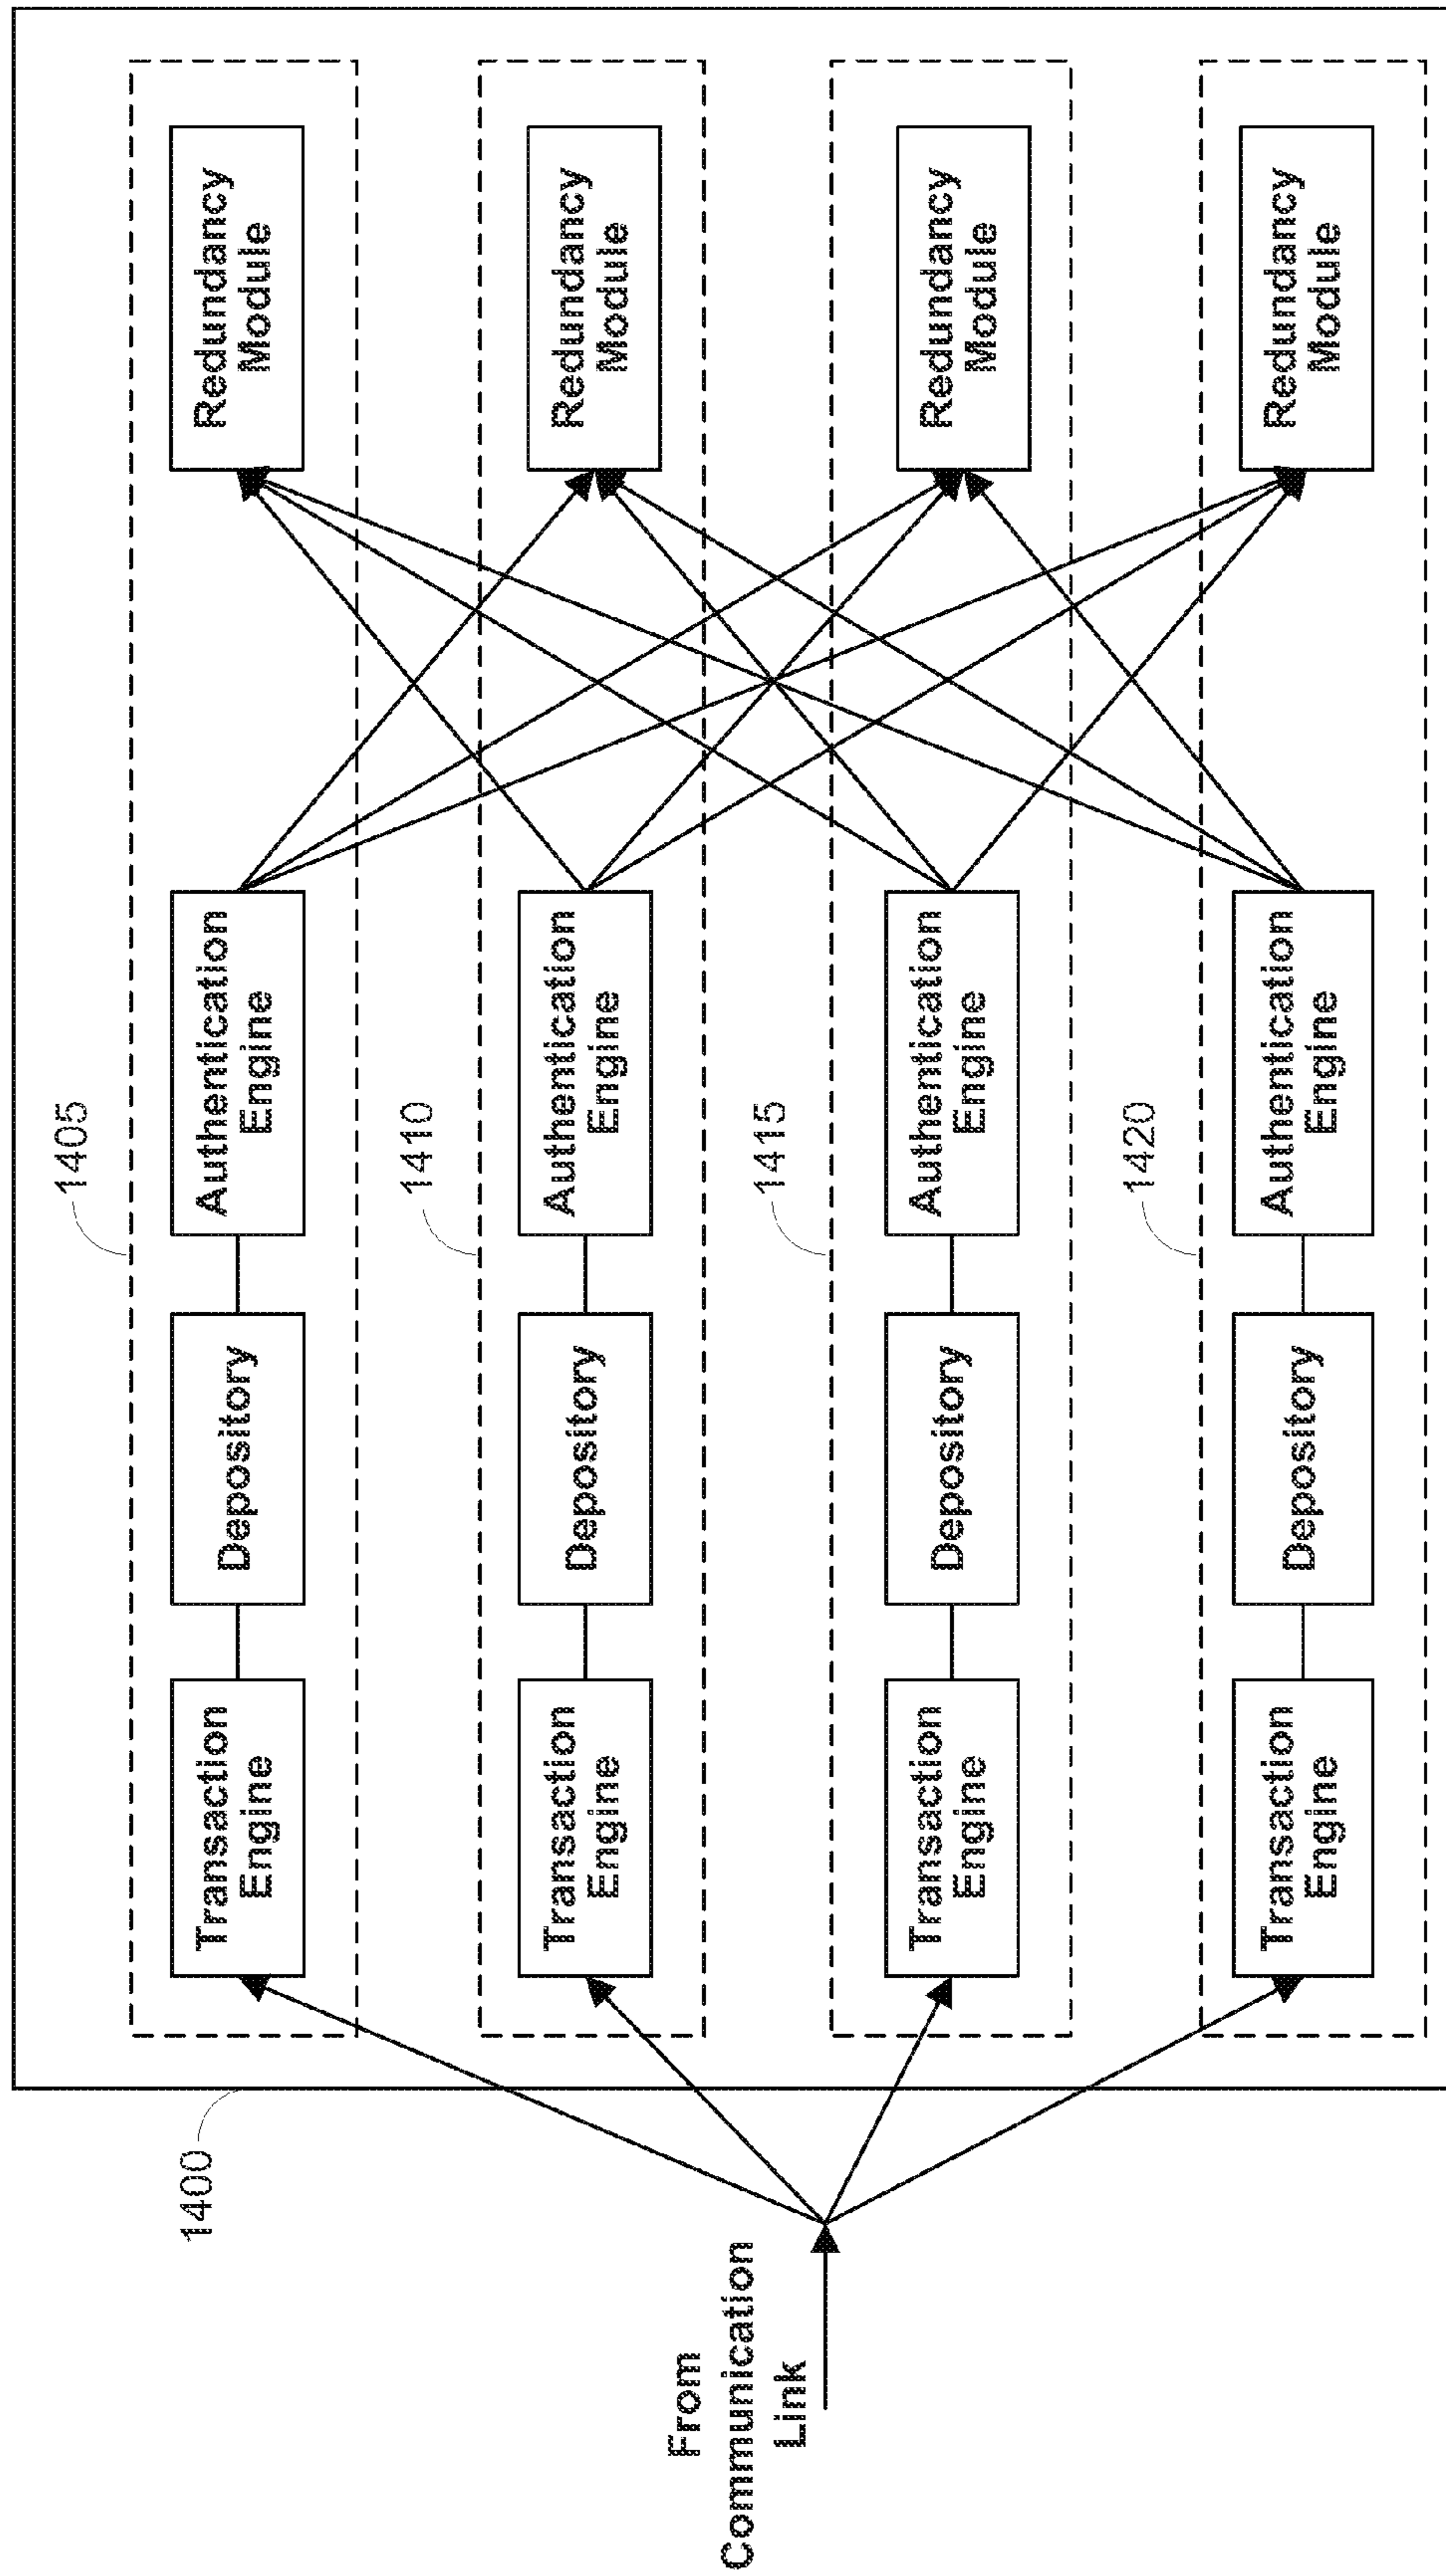 1400
From
Communication
Link
1405
Transaction
Engine
Depository
Authentication
Engine
Redundancy
Module
1410
Transaction
Engine
Depository
Authentication
Engine
Redundancy
Module
1415
Transaction
Engine
Depository
Authentication
Engine
Redundancy
Module
1420
Transaction
Engine
Depository
Authentication
Engine
Redundancy
Module